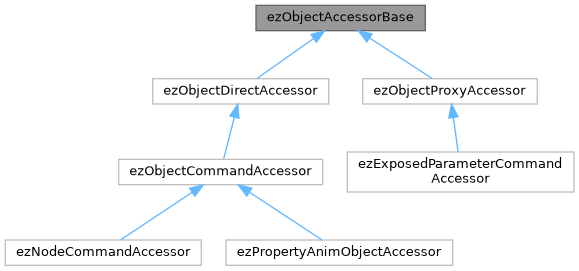 ezObjectAccessorBase
ezObjectDirectAccessor
ezObjectProxyAccessor
ezObjectCommandAccessor
ezExposedParameterCommand
Accessor
ezNodeCommandAccessor
ezPropertyAnimObjectAccessor